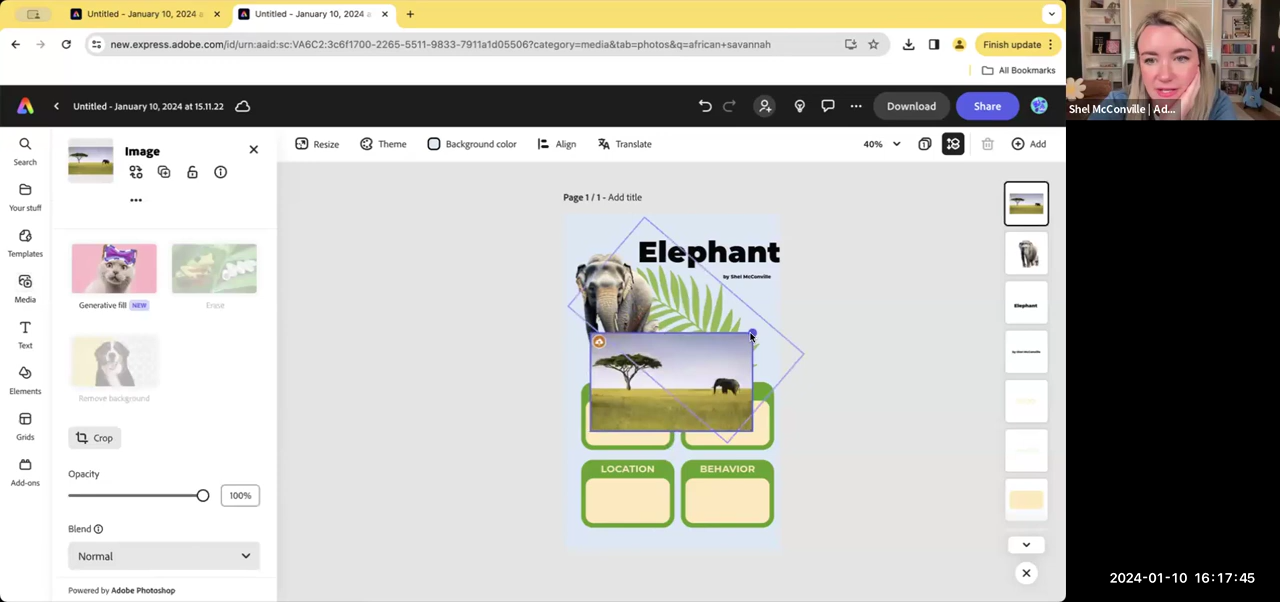 Untitled - January 10, 2024 a
Untitled - January 10, 2024 a
new.express.adobe.com/id/urn:aaid:sc:VA6C2:3c6f1700-2265-5511-9833-7911a1d05506?category=media&tab=photos&q=african+savannah
Finish update
All Bookmarks
Shel McConville | Ad...
Untitled - January 10, 2024 at 15.11.22
Download
Share
Search
Your stuff
Templates
Media
Text
Elements
Grids
Add-ons
Image
Generative fill NEW
Erase
Remove background
Crop
Opacity
100%
Blend
Normal
Powered by Adobe Photoshop
Resize
Theme
Background color
Align
Translate
40%
Add
Page 1 / 1 - Add title
Elephant
by Shel McConville
LOCATION
BEHAVIOR
Elephant
by Shel McConville
2024-01-10 16:17:45